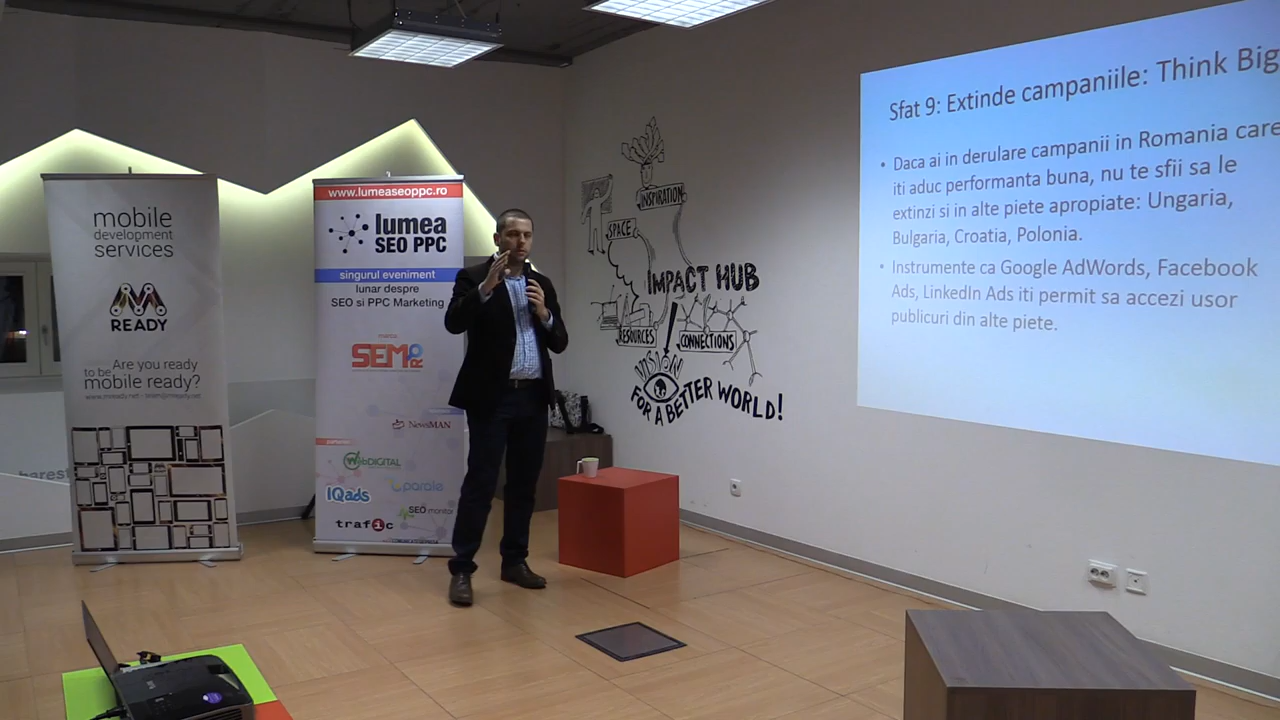 mobile
development
services
READY
Are you ready
to be mobile ready?
www.lumeaseoppc.ro
lumea
SEO PPC
singurul eveniment
lunar despre
SEO si PPC Marketing
SEM
NewsMAN
WebDIGITAL
IQads
SEO monitor
trafic
INSPIRATION
SPACE
IMPACT HUB
RESOURCES
CONNECTIONS
VISION
FOR A BETTER WORLD!
Sfat 9: Extinde campaniile: Think Big
• Daca ai in derulare campanii in Romania care
iti aduc performanta buna, nu te sfii sa le
extinzi si in alte piete apropiate: Ungaria,
Bulgaria, Croatia, Polonia.
• Instrumente ca Google AdWords, Facebook
Ads, LinkedIn Ads iti permit sa accezi usor
publicuri din alte piete.